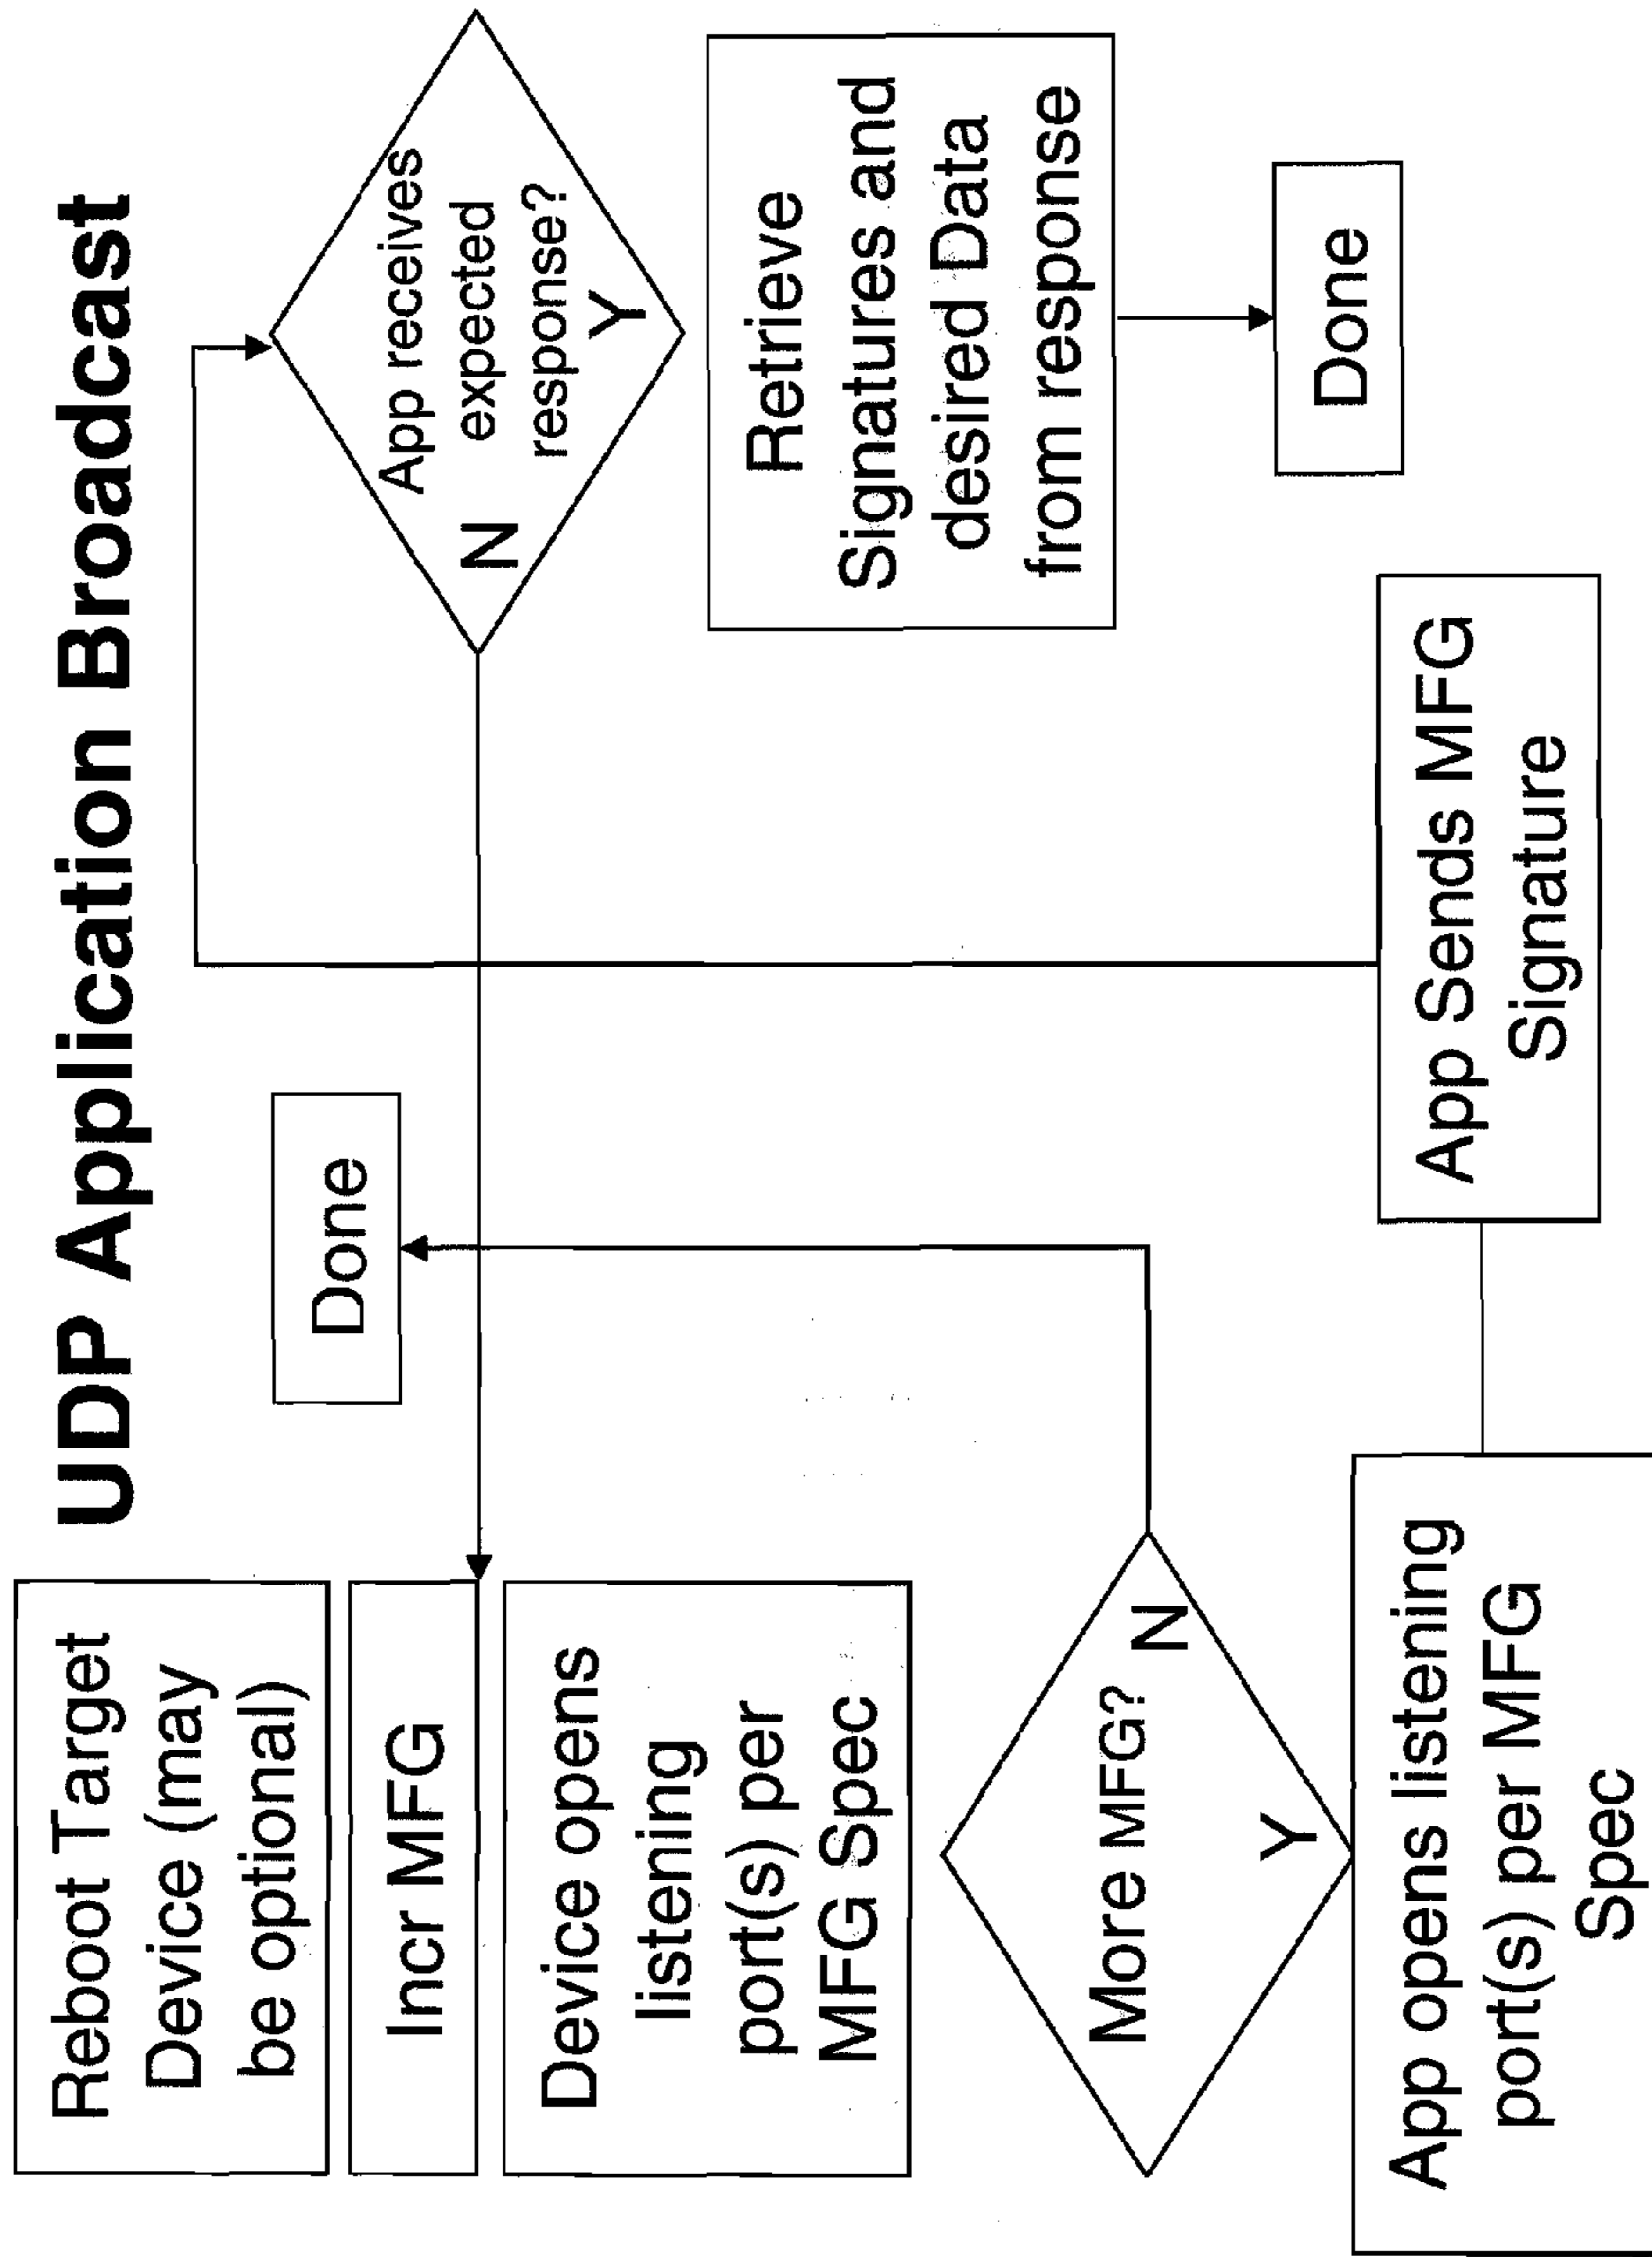 UDP Application Broadcast
Reboot Target
Device (may
be optional)
Incr MFG
Device opens
listening
port(s) per
MFG Spec
More MFG?
N
Y
App opens listening
port(s) per MFG
Spec
Done
App Sends MFG
Signature
App receives
expected
response?
N
Y
Retrieve
Signatures and
desired Data
from response
Done